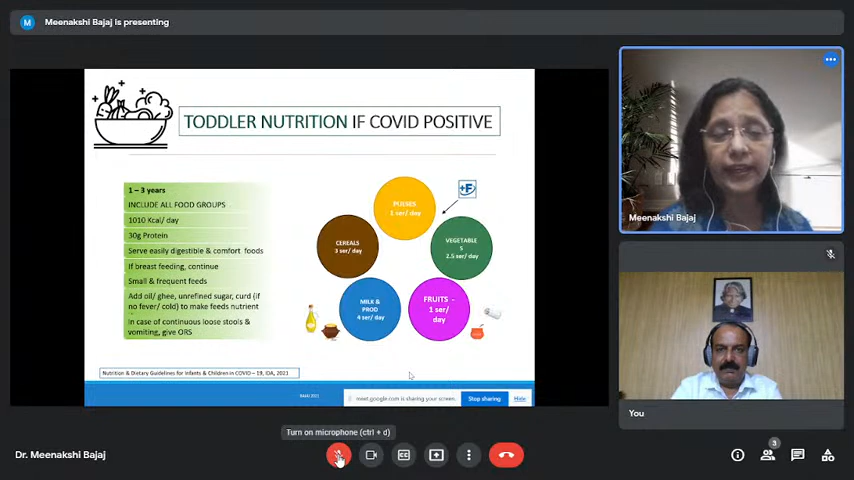 M
Meenakshi Bajaj is presenting
TODDLER NUTRITION IF COVID POSITIVE
1 – 3 years
INCLUDE ALL FOOD GROUPS
1010 Kcal/ day
30g Protein
Serve easily digestible & comfort foods
If breast feeding, continue
Small & frequent feeds
Add oil/ ghee, unrefined sugar, curd (if
no fever/ cold) to make feeds nutrient
In case of continuous loose stools &
vomiting, give ORS
PULSES
1 ser/ day
+F
CEREALS
3 ser/ day
VEGETABLE
S
2.5 ser/ day
MILK &
PROD
4 ser/ day
FRUITS –
1 ser/
day
Nutrition & Dietary Guidelines for Infants & Children in COVID – 19, IDA, 2021
BAJAJ 2021
meet.google.com is sharing your screen.
Stop sharing
Hide
Meenakshi Bajaj
You
Turn on microphone (ctrl + d)
Dr. Meenakshi Bajaj
3